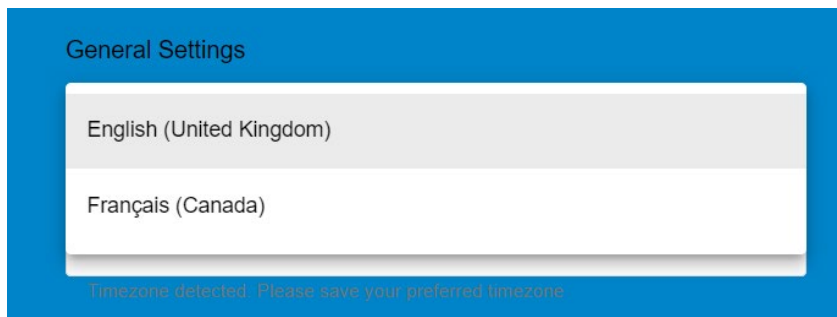 General Settings
English (United Kingdom)
Français (Canada)
Timezone detected. Please save your preferred timezone